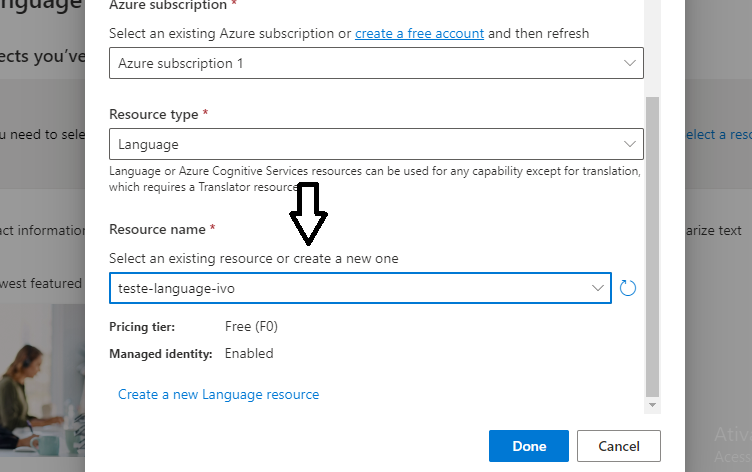 Azure subscription *
Select an existing Azure subscription or create a free account and then refresh
Azure subscription 1
Resource type *
Language
Language or Azure Cognitive Services resources can be used for any capability except for translation,
which requires a Translator resource
Resource name *
Select an existing resource or create a new one
teste-language-ivo
Pricing tier: Free (F0)
Managed identity: Enabled
Create a new Language resource
Done
Cancel
nguage
ects you've
u need to sele
elect a reso
act information
arize text
west featured
Ativa
Acess